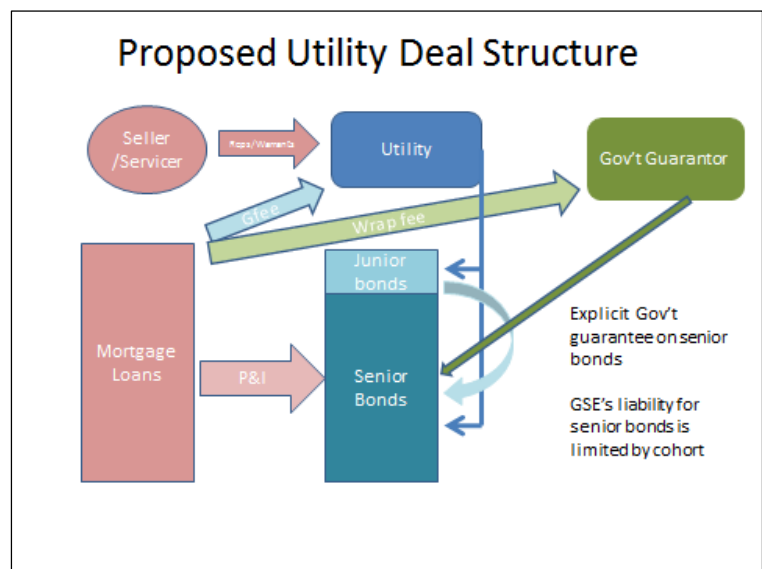 Proposed Utility Deal Structure
Seller
/Servicer
Reps/Warrants
Utility
Gov't Guarantor
Gfee
Wrap fee
Junior
bonds
Mortgage
Loans
P&I
Senior
Bonds
Explicit Gov't
guarantee on senior
bonds
GSE's liability for
senior bonds is
limited by cohort